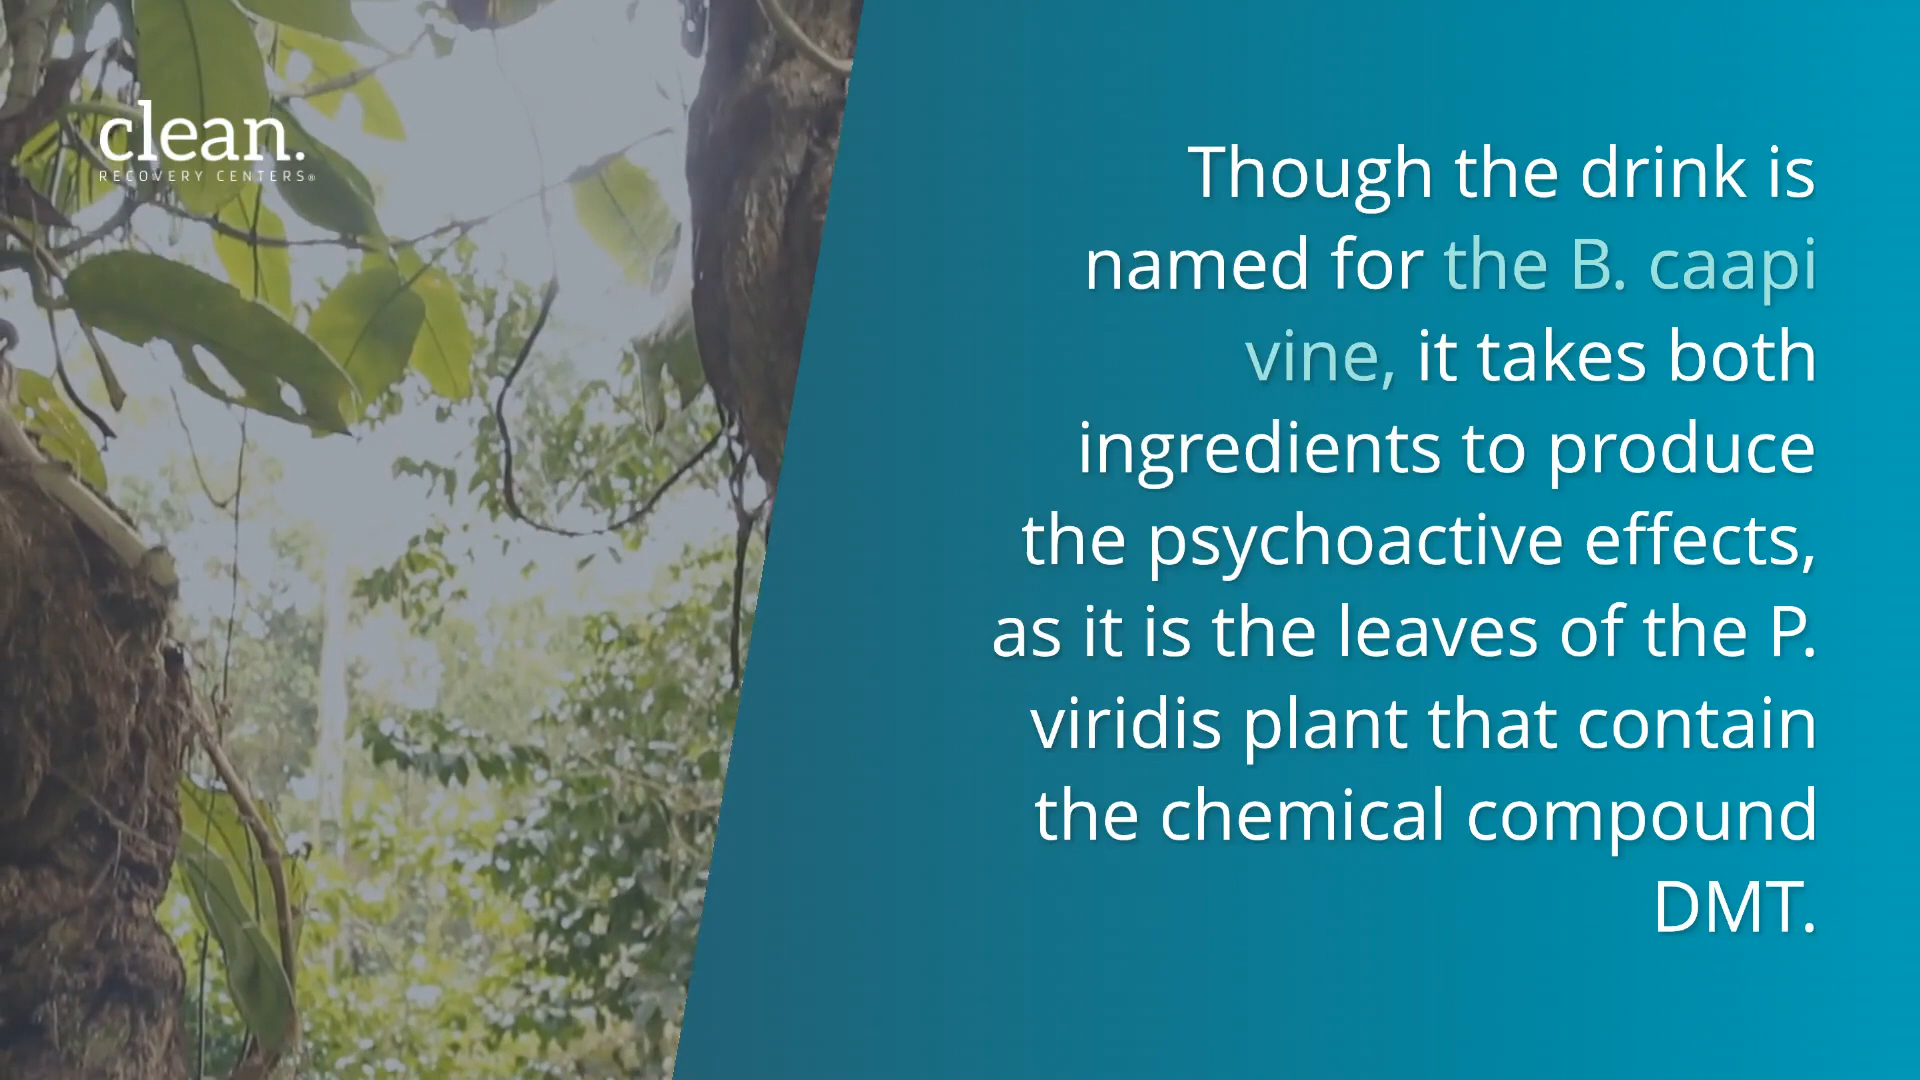 clean.
RECOVERY CENTERS®
Though the drink is
named for the B. caapi
vine, it takes both
ingredients to produce
the psychoactive effects,
as it is the leaves of the P.
viridis plant that contain
the chemical compound
DMT.